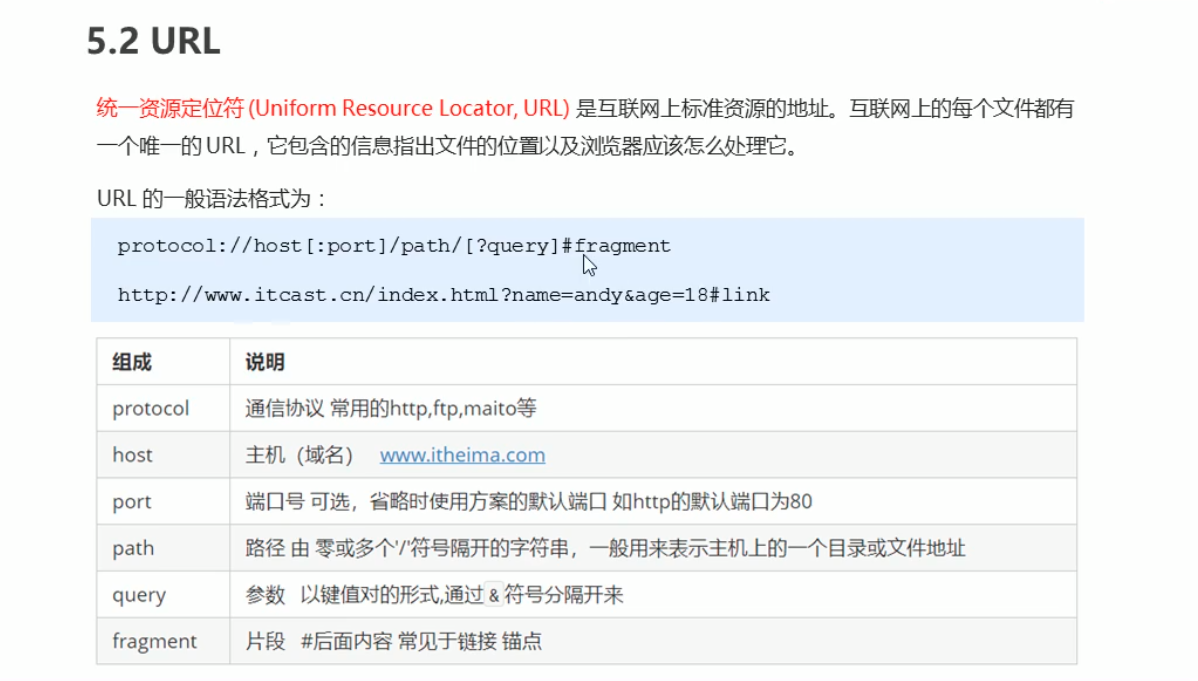 5.2 URL
统一资源定位符 (Uniform Resource Locator, URL) 是互联网上标准资源的地址。互联网上的每个文件都有
一个唯一的 URL，它包含的信息指出文件的位置以及浏览器应该怎么处理它。
URL 的一般语法格式为：
protocol://host[:port]/path/[?query]#fragment
http://www.itcast.cn/index.html?name=andy&age=18#link
组成 说明
protocol 通信协议 常用的http,ftp,maito等
host 主机（域名） www.itheima.com
port 端口号 可选，省略时使用方案的默认端口 如http的默认端口为80
path 路径 由 零或多个'/'符号隔开的字符串，一般用来表示主机上的一个目录或文件地址
query 参数 以键值对的形式,通过 & 符号分隔开来
fragment 片段 #后面内容 常见于链接 锚点